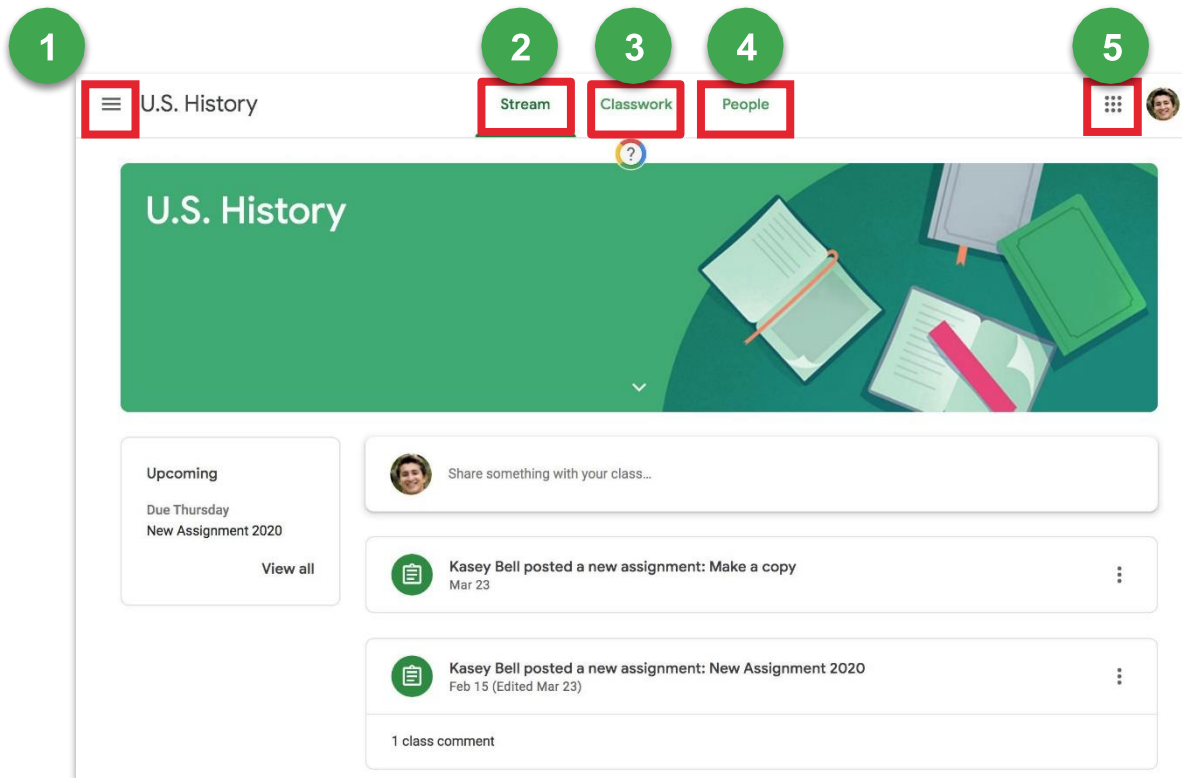 1
2
3
4
5
U.S. History
Stream
Classwork
People
?
U.S. History
Upcoming
Due Thursday
New Assignment 2020
View all
Share something with your class...
Kasey Bell posted a new assignment: Make a copy
Mar 23
Kasey Bell posted a new assignment: New Assignment 2020
Feb 15 (Edited Mar 23)
1 class comment